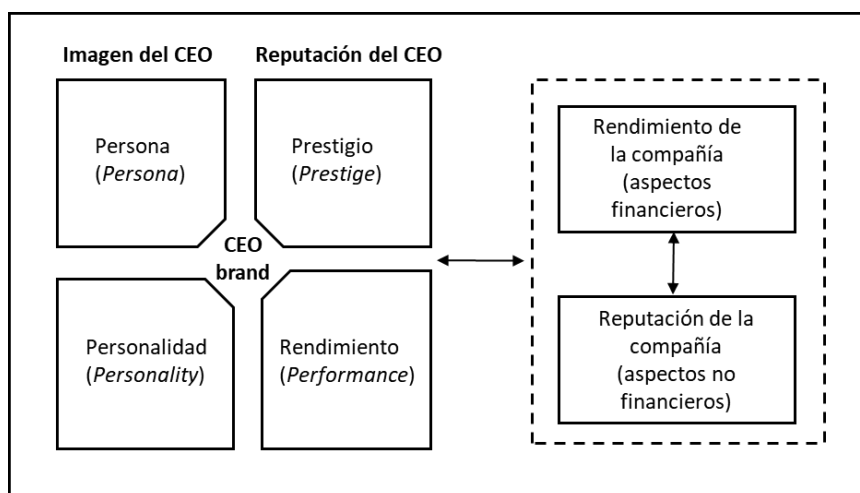 Imagen del CEO
Reputación del CEO
Persona
(Persona)
Prestigio
(Prestige)
CEO
brand
Personalidad
(Personality)
Rendimiento
(Performance)
Rendimiento de
la compañía
(aspectos
financieros)
Reputación de la
compañía
(aspectos no
financieros)